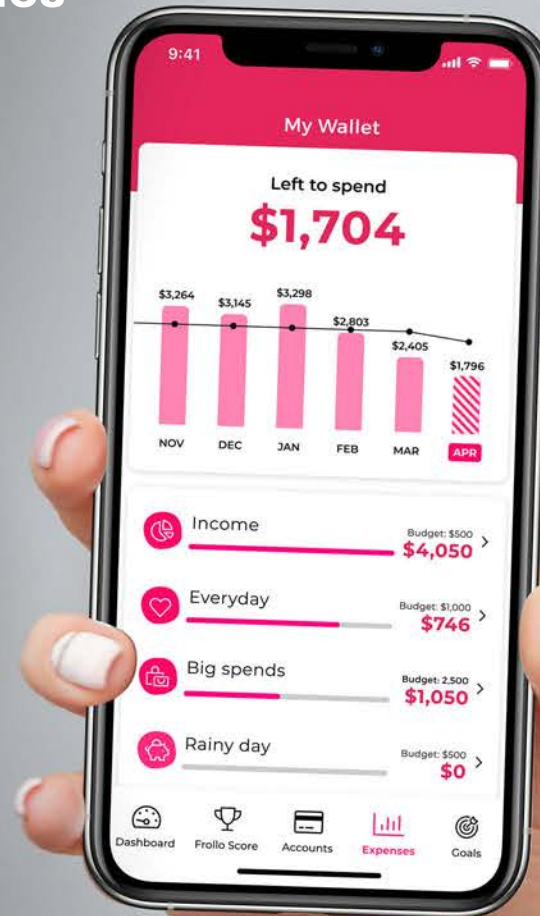 9:41
My Wallet
Left to spend
$1,704
$3,264 $3,145 $3,298 $2,803 $2,405 $1,796
NOV DEC JAN FEB MAR APR
Income
Budget: $500
$4,050
Everyday
Budget: $1,000
$746
Big spends
Budget: 2,500
$1,050
Rainy day
Budget: $500
$0
Dashboard Frollo Score Accounts Expenses Goals